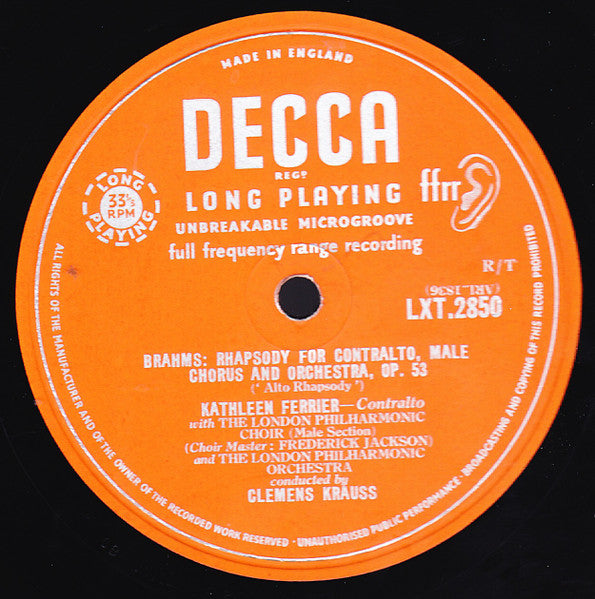 MADE IN ENGLAND
DECCA
REGD
LONG PLAYING
UNBREAKABLE MICROGROOVE
full frequency range recording
ffrr
LONG
33⅓
RPM
PLAYING
R/T
(ARL-1836)
LXT.2850
BRAHMS: RHAPSODY FOR CONTRALTO, MALE
CHORUS AND ORCHESTRA, OP. 53
(‘ Alto Rhapsody ’)
KATHLEEN FERRIER—Contralto
with THE LONDON PHILHARMONIC
CHOIR (Male Section)
(Choir Master : FREDERICK JACKSON)
and THE LONDON PHILHARMONIC
ORCHESTRA
conducted by
CLEMENS KRAUSS
ALL RIGHTS OF THE MANUFACTURER AND OF THE OWNER OF THE RECORDED WORK RESERVED · UNAUTHORISED PUBLIC PERFORMANCE · BROADCASTING AND COPYING OF THIS RECORD PROHIBITED